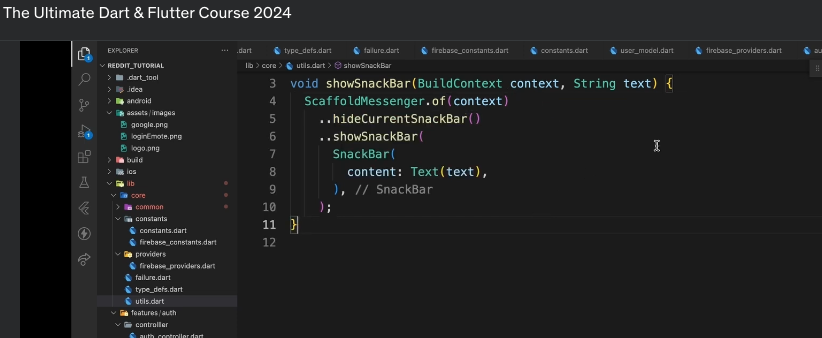 The Ultimate Dart & Flutter Course 2024
EXPLORER ...
REDDIT_TUTORIAL
.dart_tool
.idea
android
assets/images
google.png
loginEmote.png
logo.png
build
ios
lib
core
common
constants
constants.dart
firebase_constants.dart
providers
firebase_providers.dart
failure.dart
type_defs.dart
utils.dart
features/auth
controlller
auth_controller.dart
.dart type_defs.dart failure.dart firebase_constants.dart constants.dart user_model.dart firebase_providers.dart au
lib > core > utils.dart > showSnackBar
3 void showSnackBar(BuildContext context, String text) {
4 ScaffoldMessenger.of(context)
5 ..hideCurrentSnackBar()
6 ..showSnackBar(
7 SnackBar(
8 content: Text(text),
9 ), // SnackBar
10 );
11 }
12